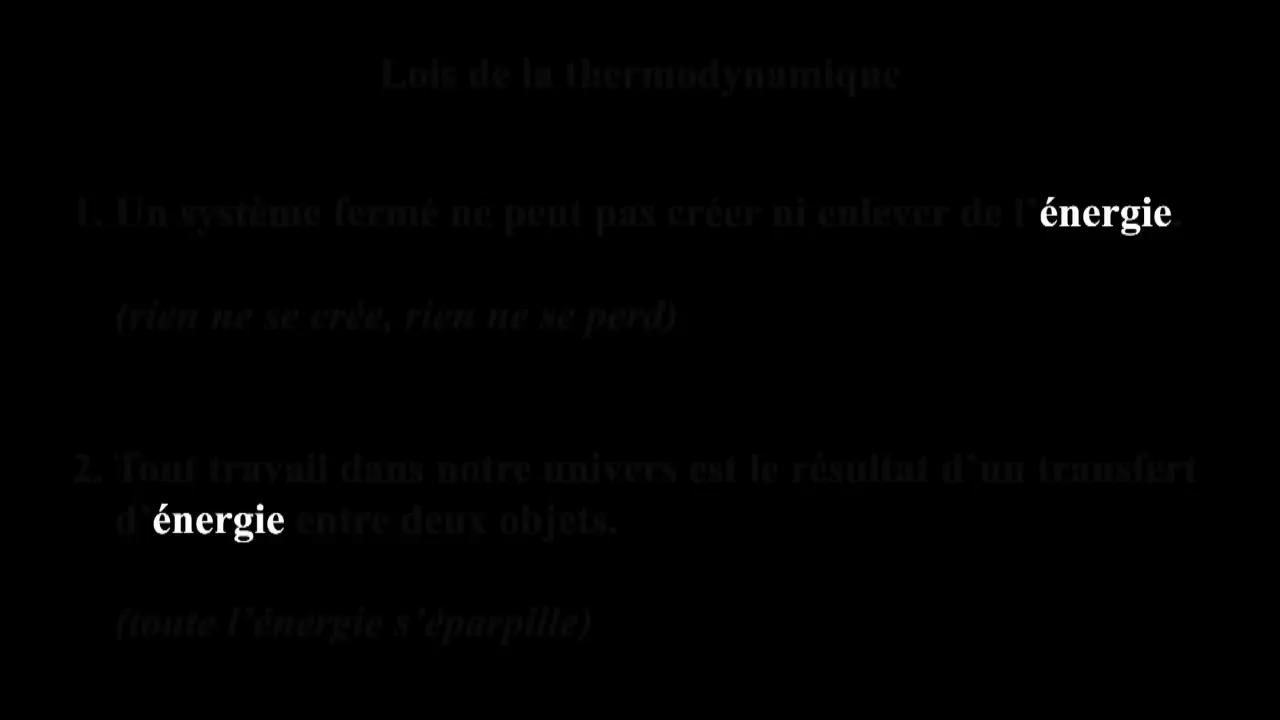 Lois de la thermodynamique
1. Un système fermé ne peut pas créer ni enlever de l'énergie.
(rien ne se crée, rien ne se perd)
2. Tout travail dans notre univers est le résultat d'un transfert
d'énergie entre deux objets.
(toute l'énergie s'éparpille)